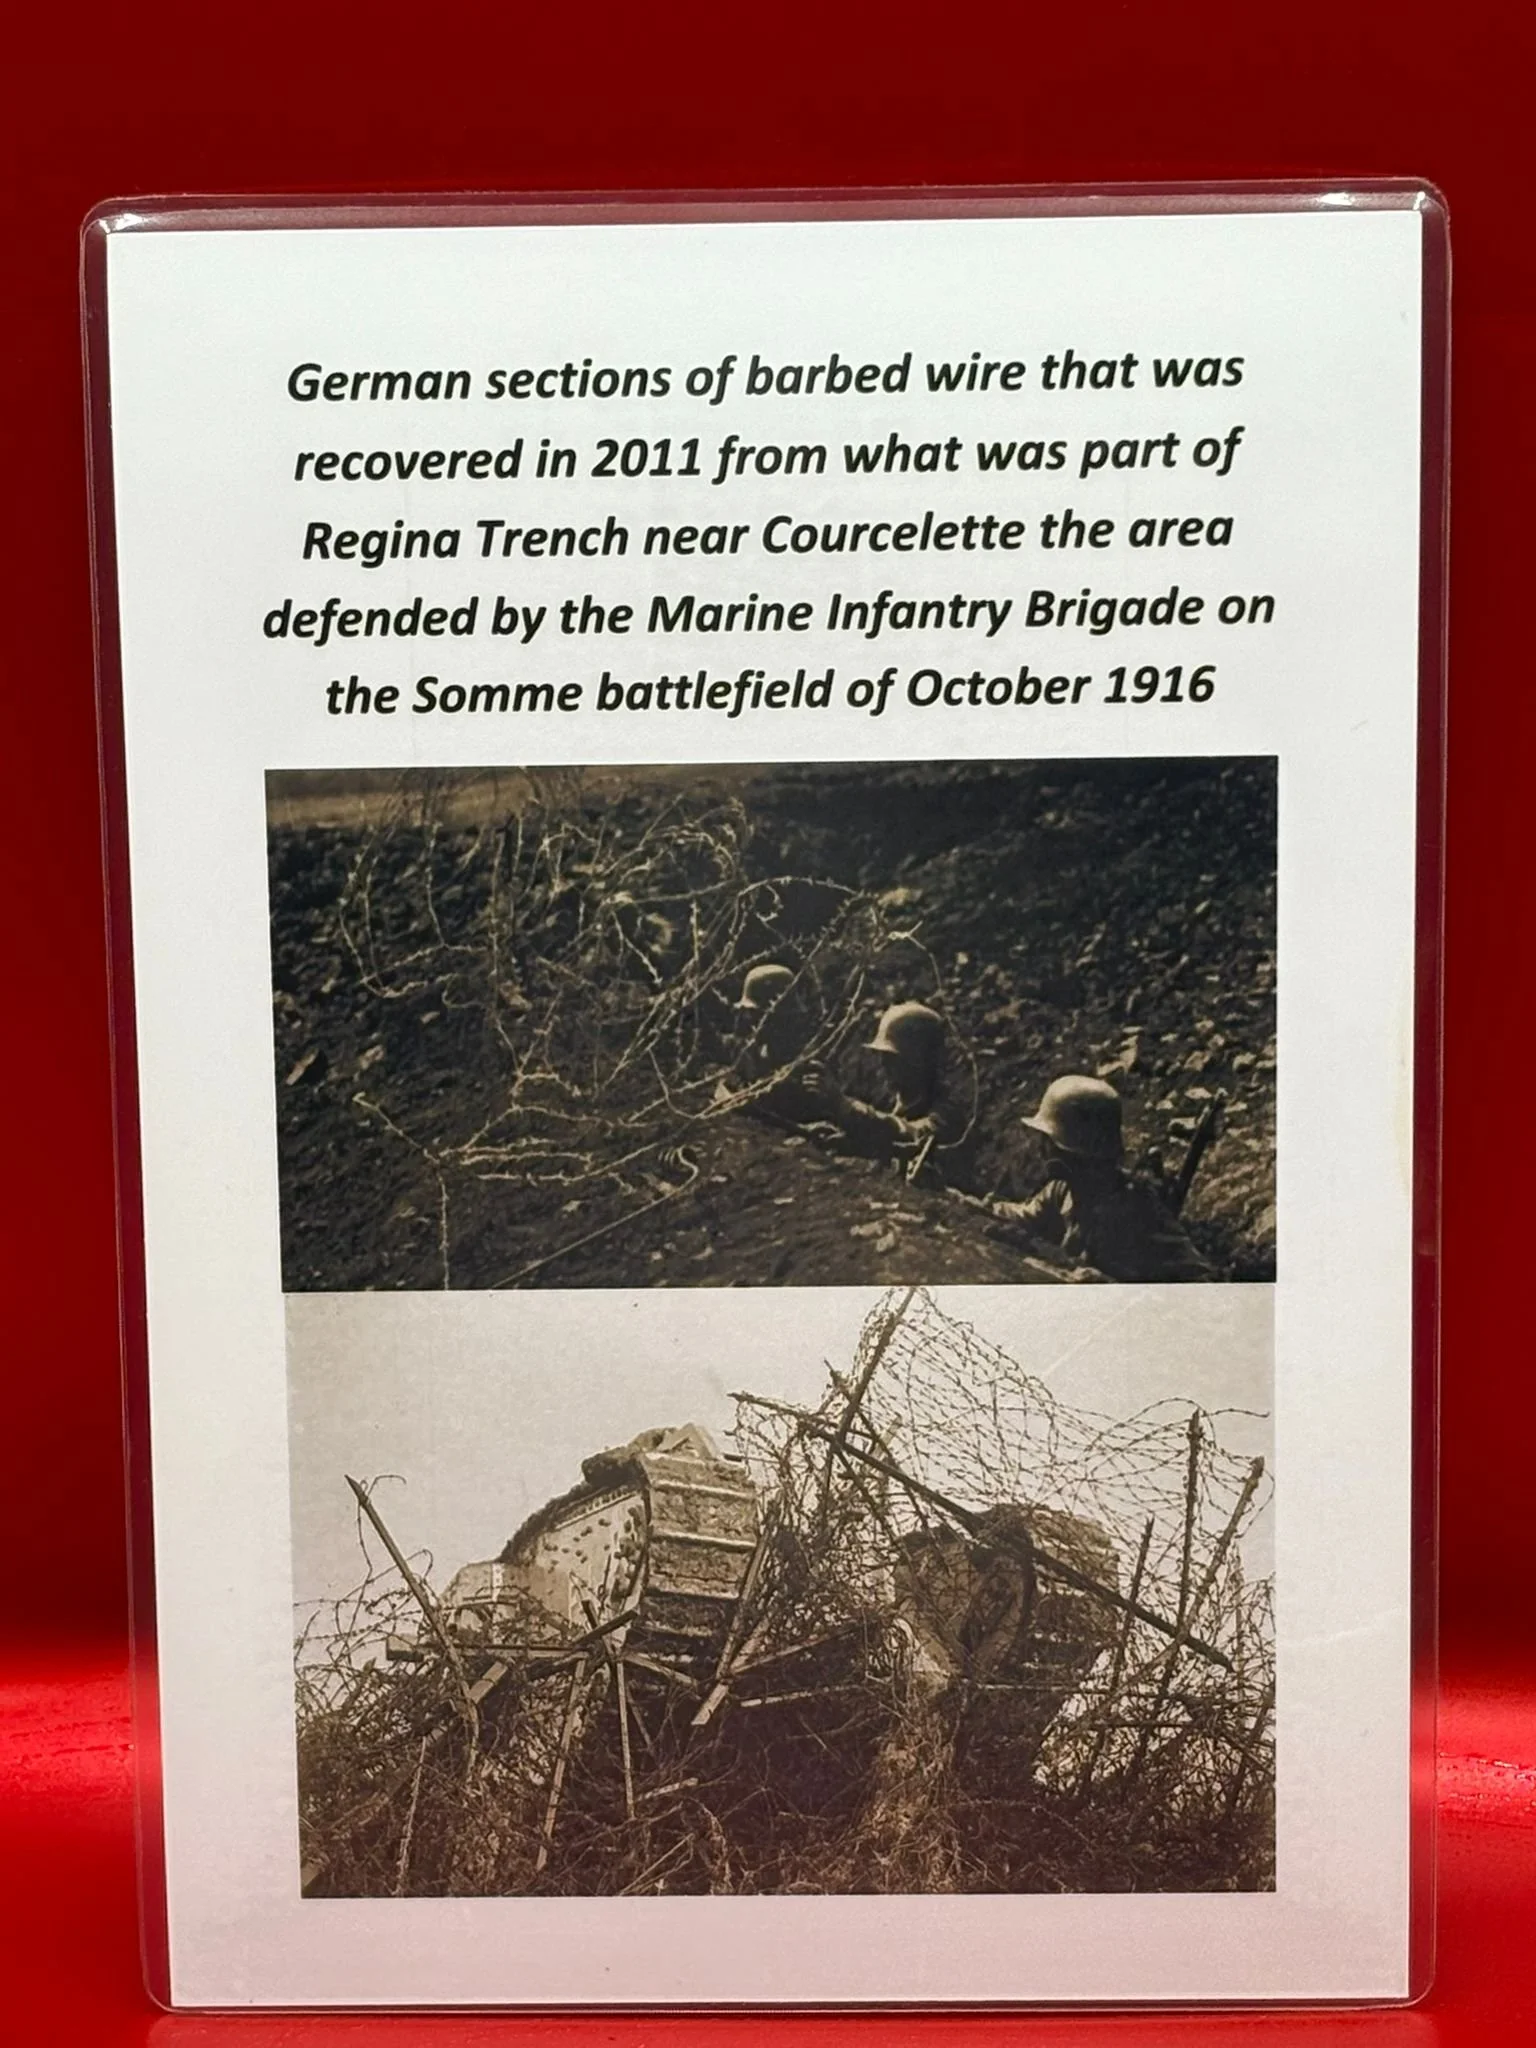 German sections of barbed wire that was
recovered in 2011 from what was part of
Regina Trench near Courcelette the area
defended by the Marine Infantry Brigade on
the Somme battlefield of October 1916